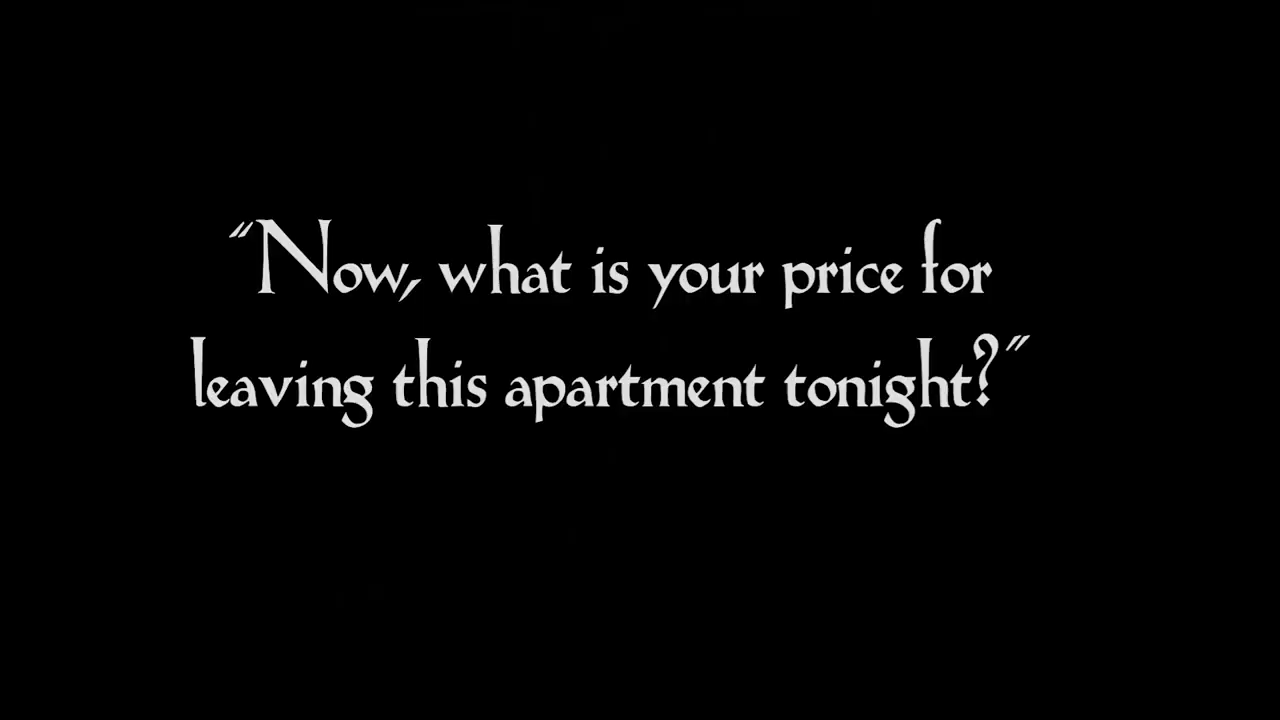 “Now, what is your price for
leaving this apartment tonight?”